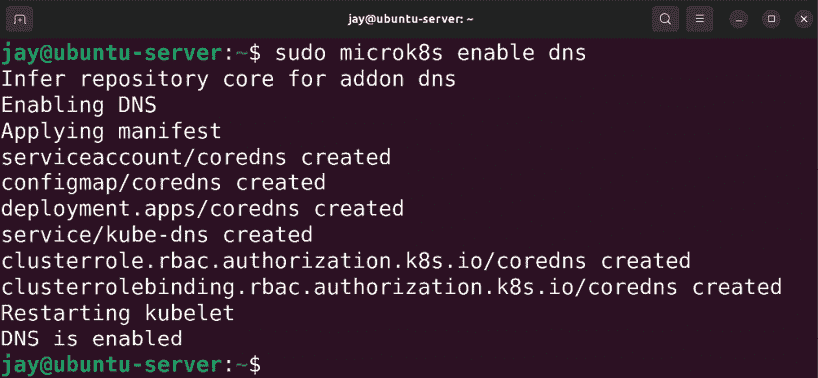 jay@ubuntu-server: ~
jay@ubuntu-server:~$ sudo microk8s enable dns
Infer repository core for addon dns
Enabling DNS
Applying manifest
serviceaccount/coredns created
configmap/coredns created
deployment.apps/coredns created
service/kube-dns created
clusterrole.rbac.authorization.k8s.io/coredns created
clusterrolebinding.rbac.authorization.k8s.io/coredns created
Restarting kubelet
DNS is enabled
jay@ubuntu-server:~$